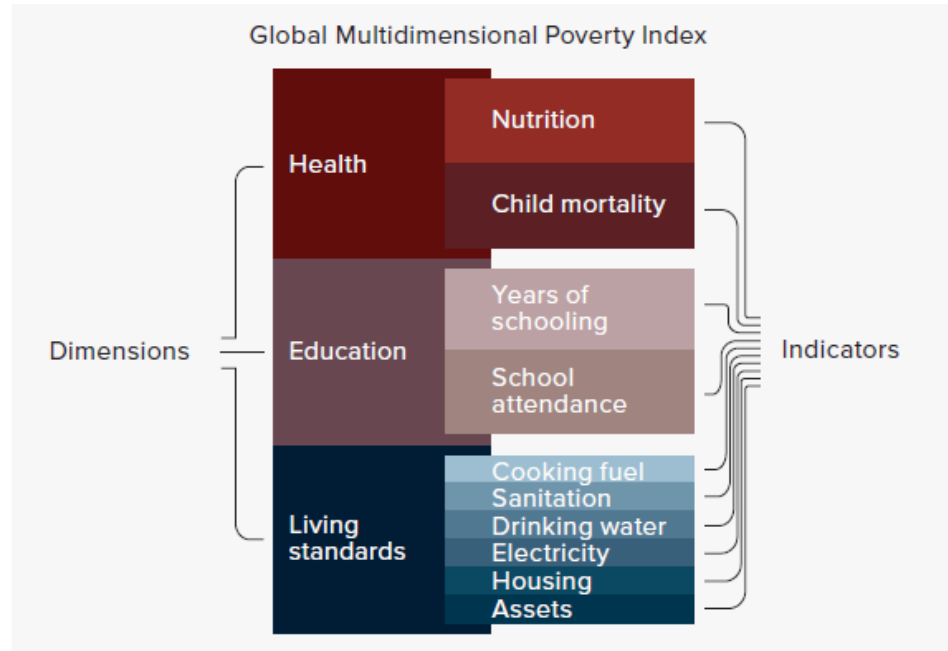 Global Multidimensional Poverty Index
Dimensions
Health
Nutrition
Child mortality
Education
Years of
schooling
School
attendance
Living
standards
Cooking fuel
Sanitation
Drinking water
Electricity
Housing
Assets
Indicators